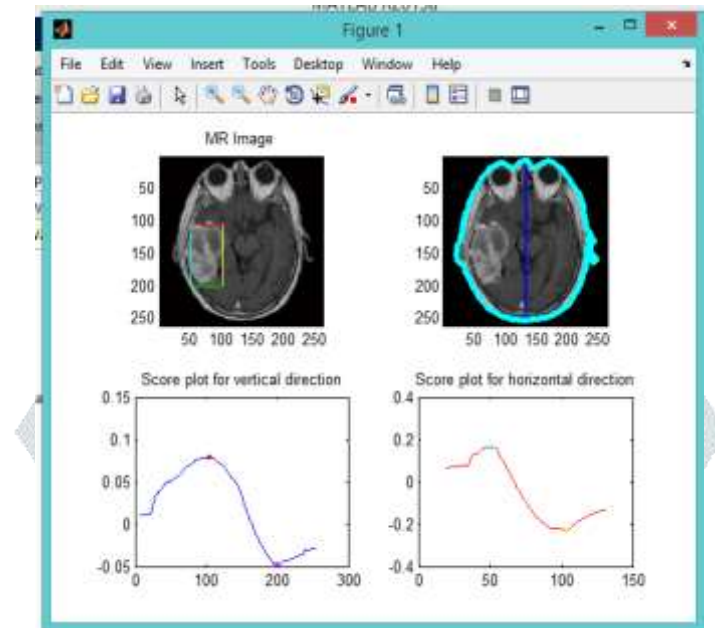 Figure 1
File Edit View Insert Tools Desktop Window Help
MR Image
50
100
150
200
250
50 100 150 200 250
50
100
150
200
250
50 100 150 200 250
Score plot for vertical direction
0.15
0.1
0.05
0
-0.05
0 100 200 300
Score plot for horizontal direction
0.4
0.2
0
-0.2
-0.4
0 50 100 150